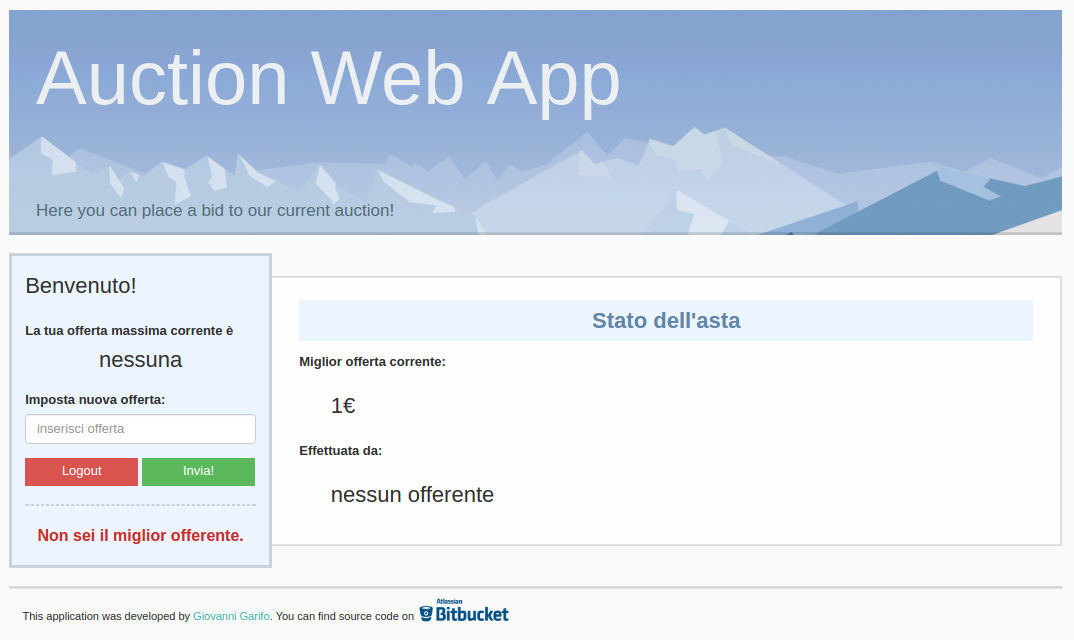 Auction Web App
Here you can place a bid to our current auction!
Benvenuto!
La tua offerta massima corrente è
nessuna
Imposta nuova offerta:
inserisci offerta
Logout Invia!
Non sei il miglior offerente.
Stato dell'asta
Miglior offerta corrente:
1€
Effettuata da:
nessun offerente
This application was developed by Giovanni Garifo. You can find source code on Atlassian Bitbucket